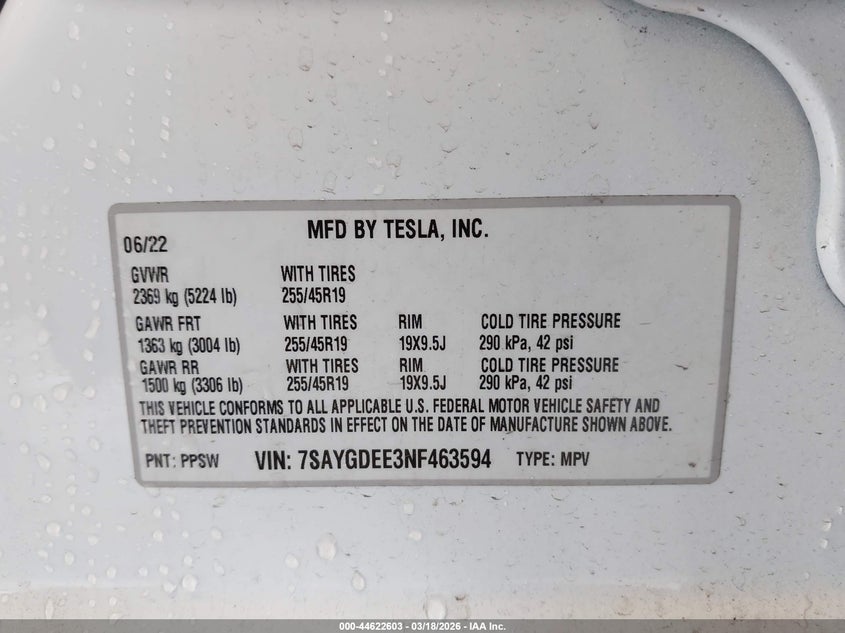 MFD BY TESLA, INC.
06/22
GVWR WITH TIRES
2369 kg (5224 lb) 255/45R19
GAWR FRT WITH TIRES RIM COLD TIRE PRESSURE
1363 kg (3004 lb) 255/45R19 19X9.5J 290 kPa, 42 psi
GAWR RR WITH TIRES RIM COLD TIRE PRESSURE
1500 kg (3306 lb) 255/45R19 19X9.5J 290 kPa, 42 psi
THIS VEHICLE CONFORMS TO ALL APPLICABLE U.S. FEDERAL MOTOR VEHICLE SAFETY AND
THEFT PREVENTION STANDARDS IN EFFECT ON THE DATE OF MANUFACTURE SHOWN ABOVE.
PNT: PPSW VIN: 7SAYGDEE3NF463594 TYPE: MPV
000-44622603 - 03/18/2026 - IAA Inc.